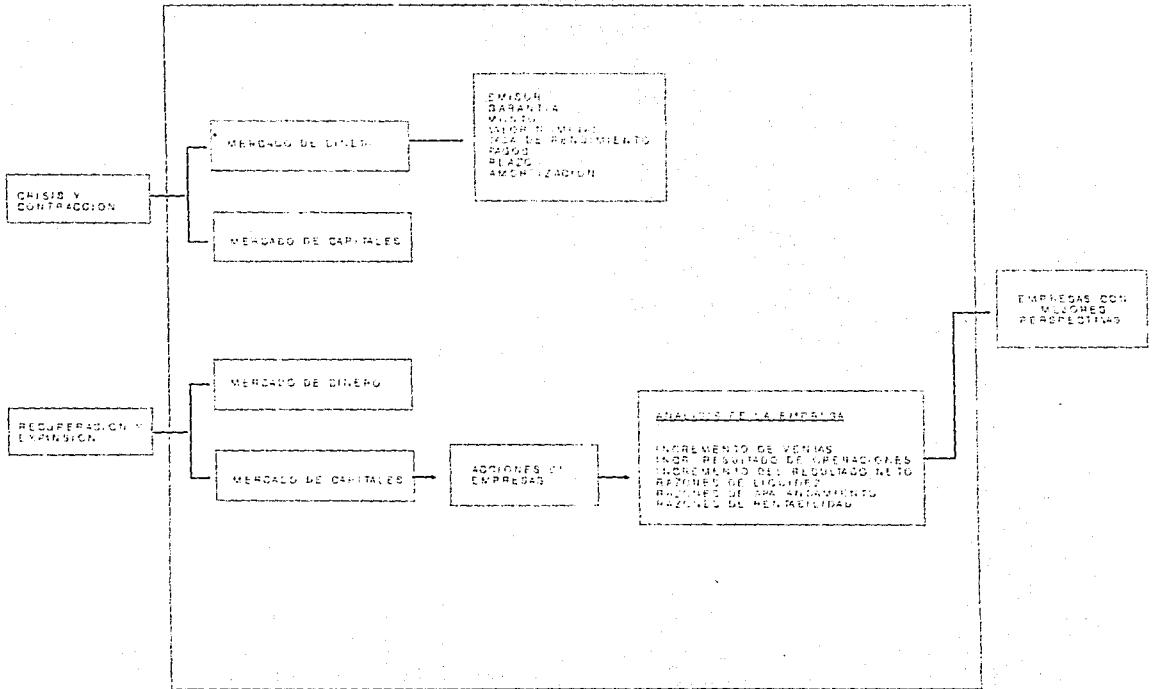 CRISIS Y
CONTRACCION
MERCADO DE DINERO
EMISOR
GARANTIA
MONTO
VALOR NOMINAL
TASA DE RENDIMIENTO
PAGOS
PLAZO
AMORTIZACION
MERCADO DE CAPITALES
RECUPERACION Y
EXPANSION
MERCADO DE DINERO
MERCADO DE CAPITALES
ACCIONES DE
EMPRESAS
ANALISIS DE LA EMPRESA
INCREMENTO DE VENTAS
INCR. RESULTADO DE OPERACIONES
INCREMENTO DEL RESULTADO NETO
RAZONES DE LIQUIDEZ
RAZONES DE APALANCAMIENTO
RAZONES DE RENTABILIDAD
EMPRESAS CON
MEJORES
PERSPECTIVAS